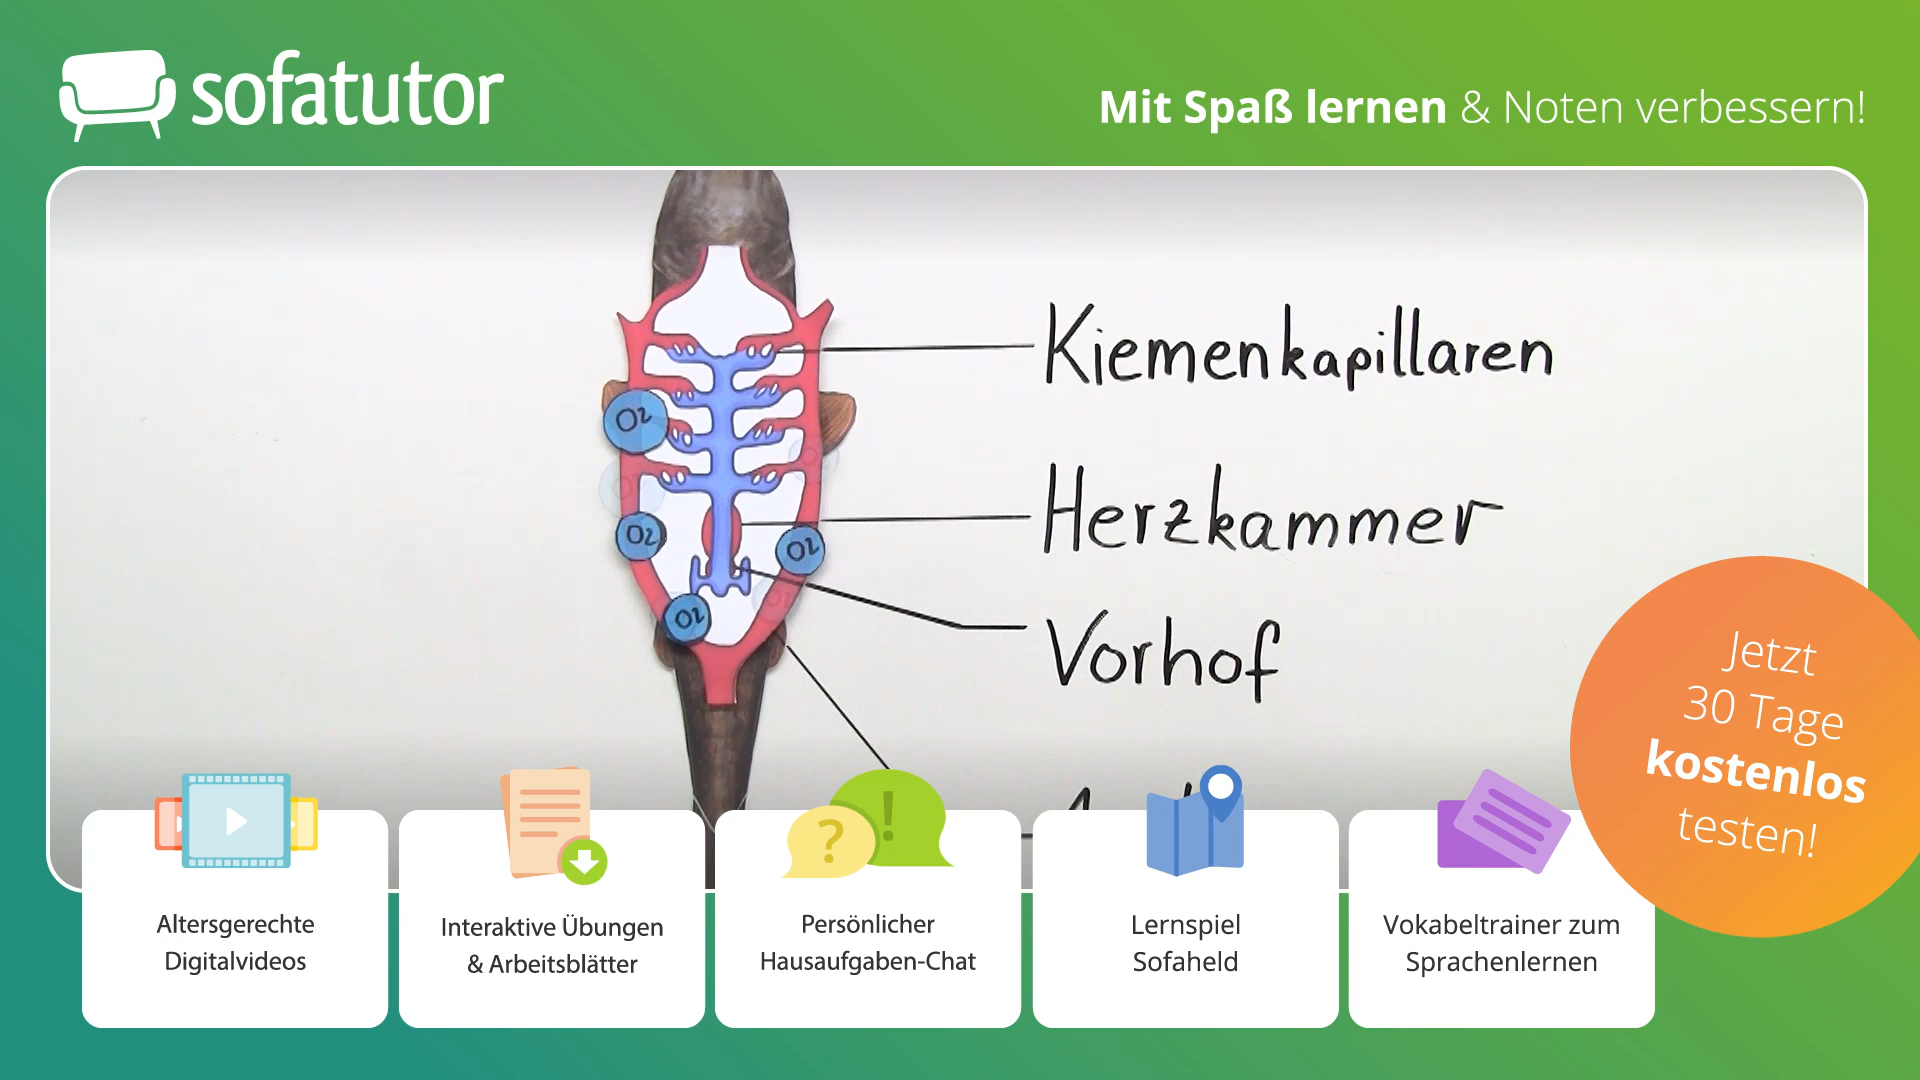 sofatutor
Mit Spaß lernen & Noten verbessern!
Kiemenkapillaren
O2
Herzkammer
O2
O2
Vorhof
O2
Jetzt
30 Tage
kostenlos
testen!
?
!
Altersgerechte
Digitalvideos
Interaktive Übungen
& Arbeitsblätter
Persönlicher
Hausaufgaben-Chat
Lernspiel
Sofaheld
Vokabeltrainer zum
Sprachenlernen